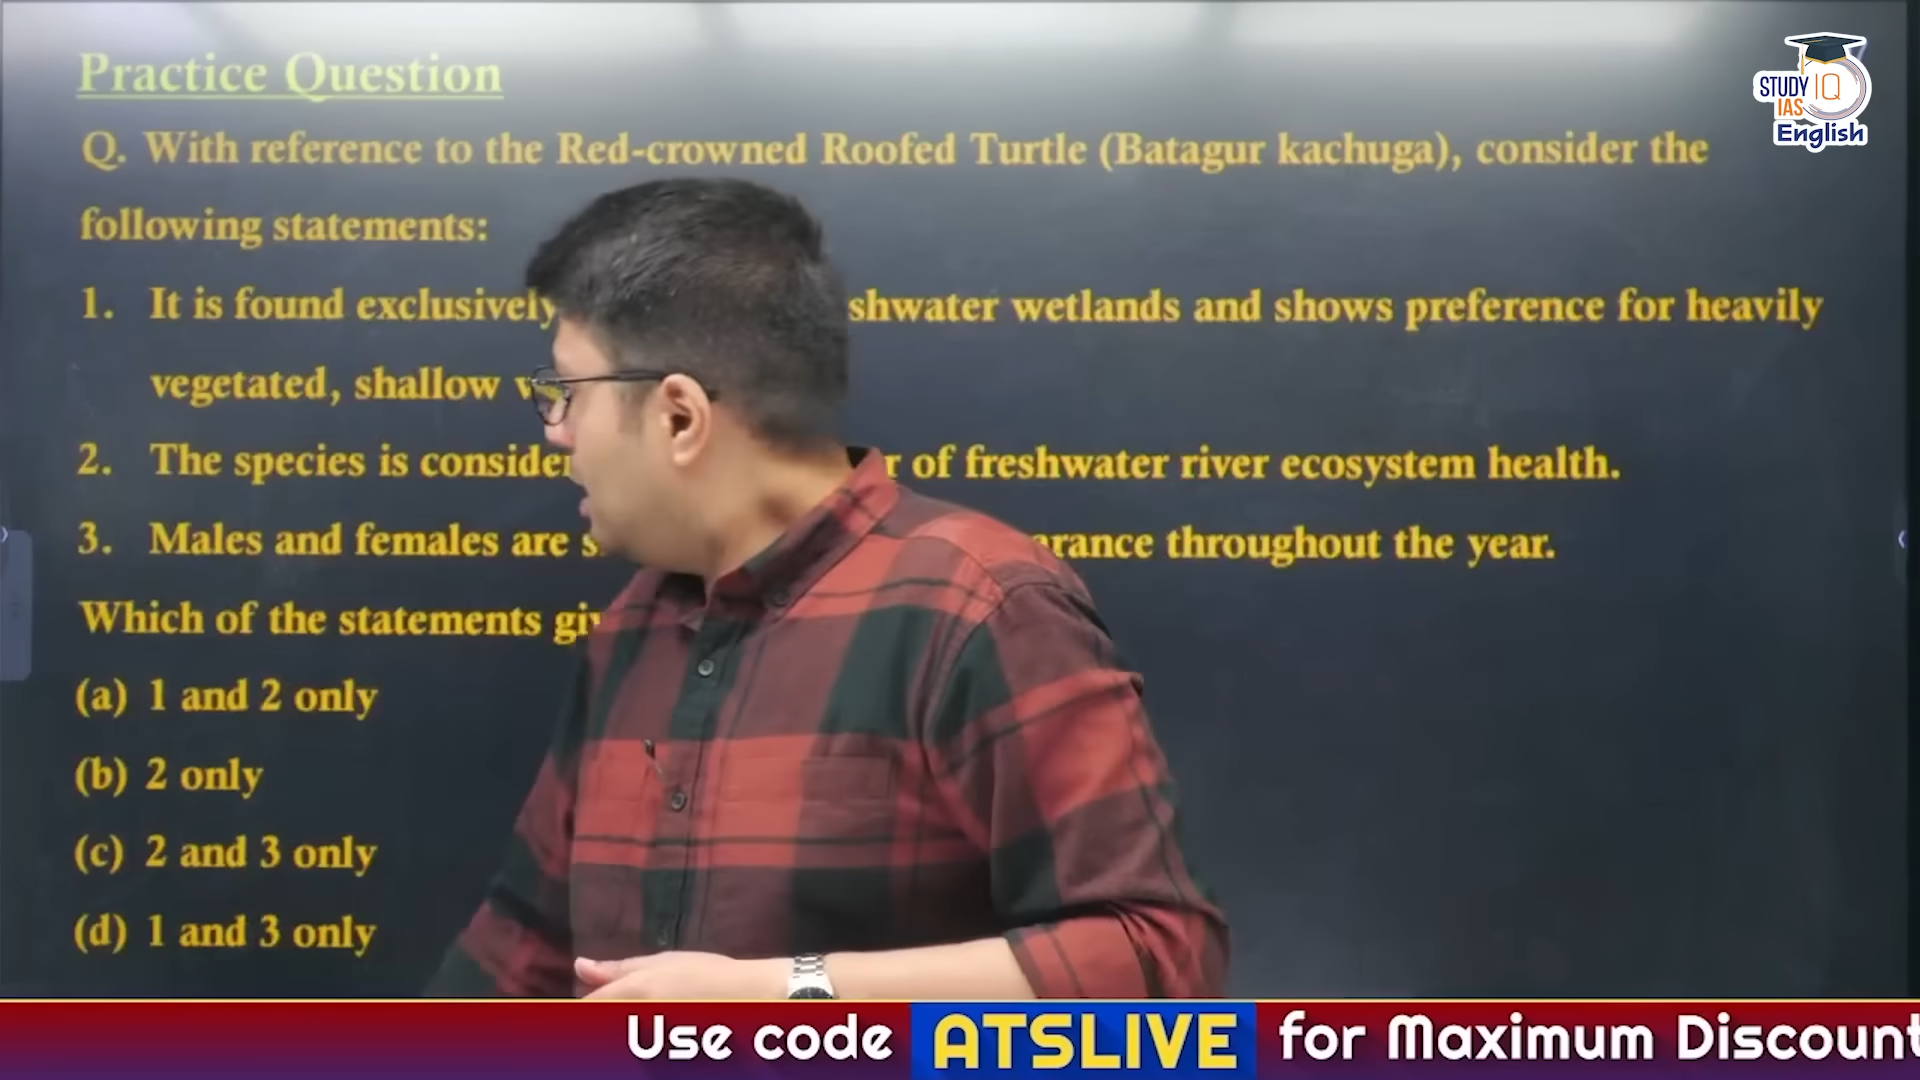 Practice Question
STUDY IQ
IAS
English
Q. With reference to the Red-crowned Roofed Turtle (Batagur kachuga), consider the
following statements:
1. It is found exclusively wetlands and shows preference for heavily
vegetated, shallow
2. The species is of freshwater river ecosystem health.
3. Males and females are throughout the year.
Which of the statements
(a) 1 and 2 only
(b) 2 only
(c) 2 and 3 only
(d) 1 and 3 only
Use code ATSLIVE for Maximum Discount